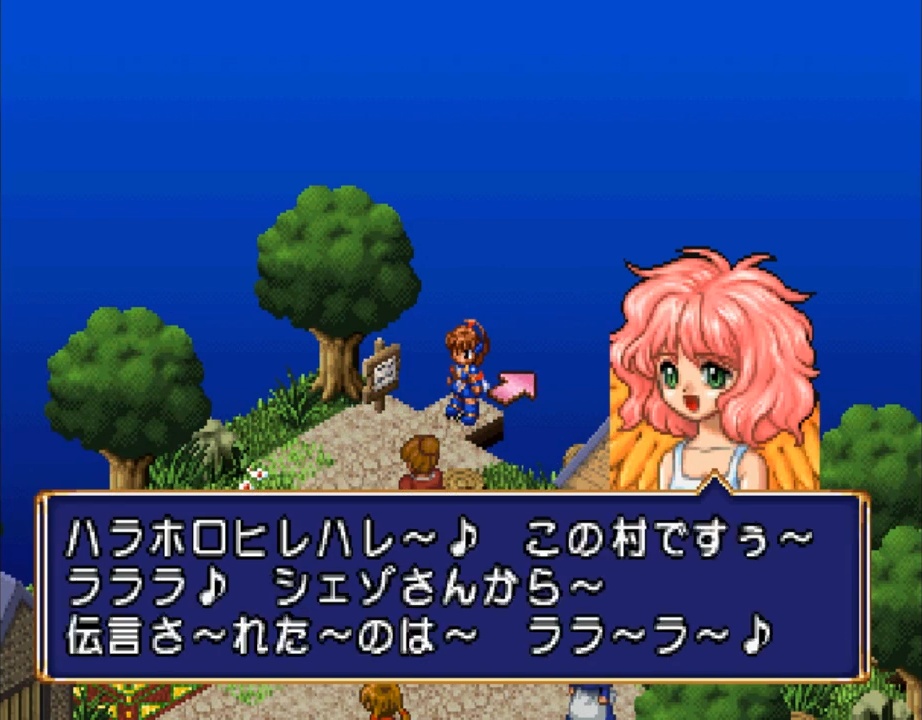 ハラホロヒレハレ～♪　この村ですぅ～
ラララ♪　シェゾさんから～
伝言さ～れた～のは～　ララ～ラ～♪